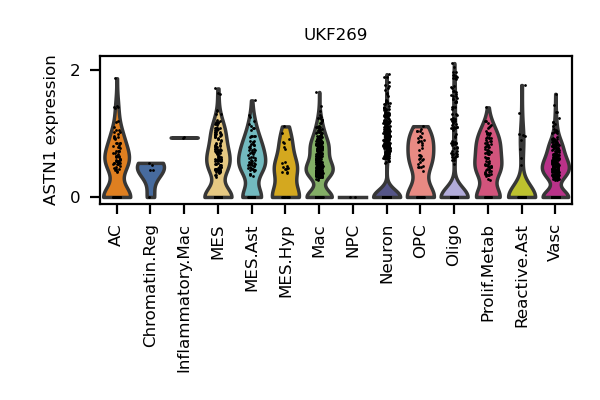 UKF269
ASTN1 expression
2
0
AC
Chromatin.Reg
Inflammatory.Mac
MES
MES.Ast
MES.Hyp
Mac
NPC
Neuron
OPC
Oligo
Prolif.Metab
Reactive.Ast
Vasc